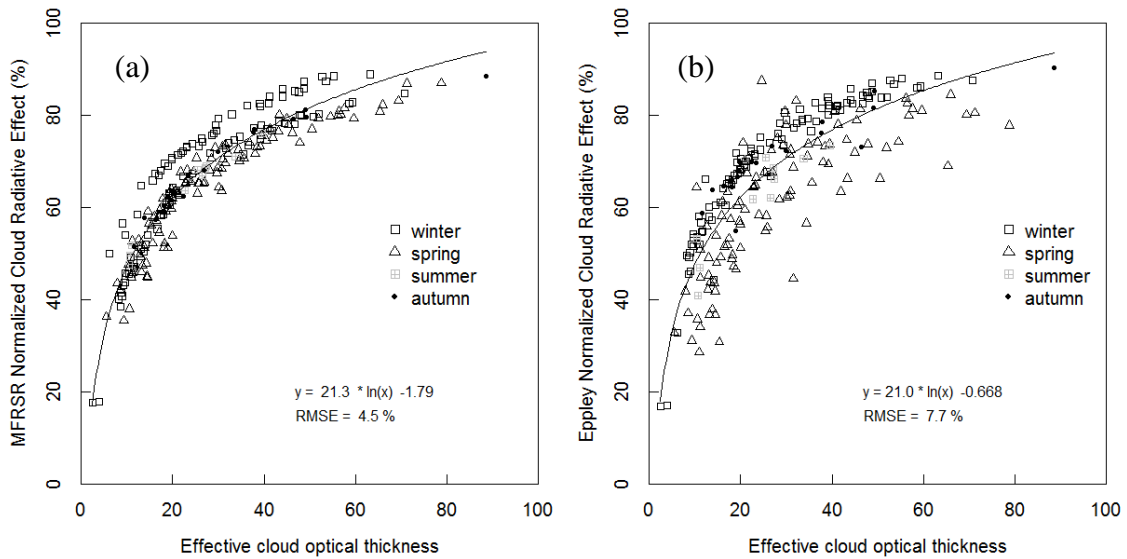 (a)
MFRSR Normalized Cloud Radiative Effect (%)
100
80
60
40
20
0
winter
spring
summer
autumn
y = 21.3 * ln(x) -1.79
RMSE = 4.5 %
0 20 40 60 80 100
Effective cloud optical thickness
(b)
Eppley Normalized Cloud Radiative Effect (%)
100
80
60
40
20
0
winter
spring
summer
autumn
y = 21.0 * ln(x) -0.668
RMSE = 7.7 %
0 20 40 60 80 100
Effective cloud optical thickness